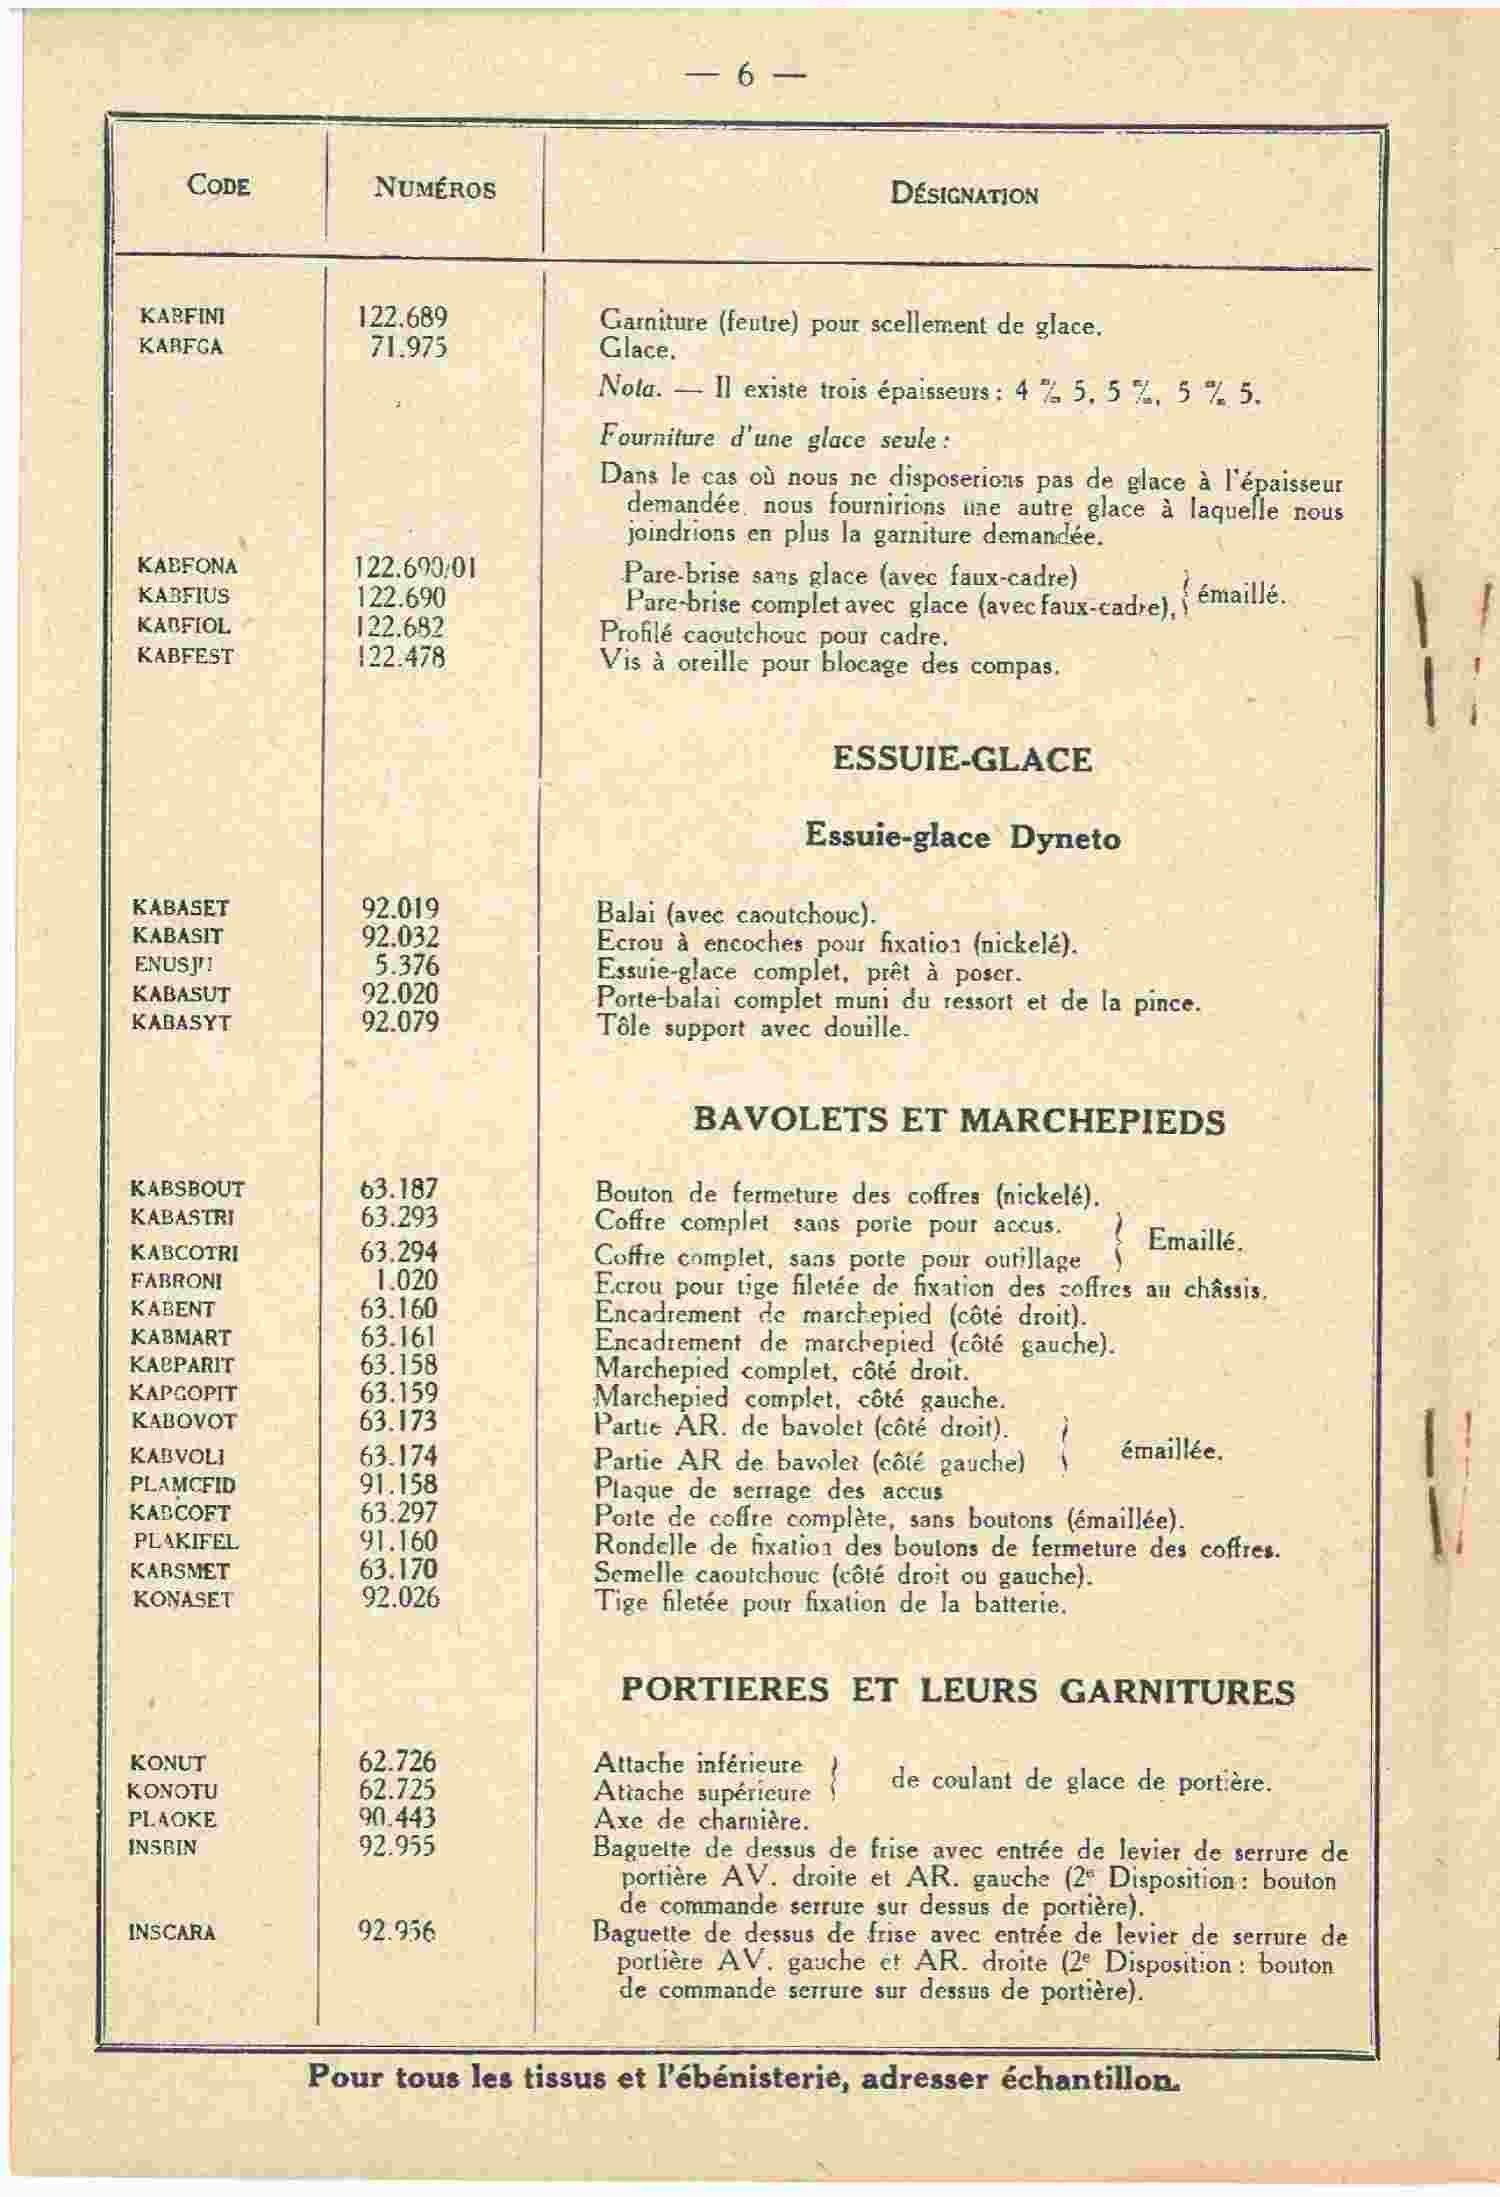 — 6 —
CODE NUMÉROS DÉSIGNATION
KABFINI 122.689 Garniture (feutre) pour scellement de glace.
KABFGA 71.975 Glace.
Nota. — Il existe trois épaisseurs : 4 m/m 5, 5 m/m, 5 m/m 5.
Fourniture d'une glace seule :
Dans le cas où nous ne disposerions pas de glace à l'épaisseur
demandée, nous fournirions une autre glace à laquelle nous
joindrions en plus la garniture demandée.
KABFONA 122.690/01 Pare-brise sans glace (avec faux-cadre)
KABFIUS 122.690 Pare-brise complet avec glace (avec faux-cadre), émaillé.
KABFIOL 122.682 Profilé caoutchouc pour cadre.
KABFEST 122.478 Vis à oreille pour blocage des compas.
ESSUIE-GLACE
Essuie-glace Dyneto
KABASET 92.019 Balai (avec caoutchouc).
KABASIT 92.032 Ecrou à encoches pour fixation (nickelé).
5.376 Essuie-glace complet, prêt à poser.
KABASUT 92.020 Porte-balai complet muni du ressort et de la pince.
KABASYT 92.079 Tôle support avec douille.
BAVOLETS ET MARCHEPIEDS
KABSBOUT 63.187 Bouton de fermeture des coffres (nickelé).
KABASTRI 63.293 Coffre complet sans porte pour accus.
KABCOTRI 63.294 Coffre complet, sans porte pour outillage Emaillé.
FABRONI 1.020 Ecrou pour tige filetée de fixation des coffres au châssis.
KABENT 63.160 Encadrement de marchepied (côté droit).
KABMART 63.161 Encadrement de marchepied (côté gauche).
KABPARIT 63.158 Marchepied complet, côté droit.
KAPCOPIT 63.159 Marchepied complet, côté gauche.
KABOVOT 63.173 Partie AR. de bavolet (côté droit).
KABVOLI 63.174 Partie AR de bavolet (côté gauche) émaillée.
PLAMCFID 91.158 Plaque de serrage des accus
KABCOFT 63.297 Porte de coffre complète, sans boutons (émaillée).
PLAKIFEL 91.160 Rondelle de fixation des boutons de fermeture des coffres.
KABSMET 63.170 Semelle caoutchouc (côté droit ou gauche).
KONASET 92.026 Tige filetée pour fixation de la batterie.
PORTIERES ET LEURS GARNITURES
KONUT 62.726 Attache inférieure
KONOTU 62.725 Attache supérieure de coulant de glace de portière.
PLAOKE 90.443 Axe de charnière.
INSBIN 92.955 Baguette de dessus de frise avec entrée de levier de serrure de
portière AV. droite et AR. gauche (2e Disposition : bouton
de commande serrure sur dessus de portière).
INSCARA 92.956 Baguette de dessus de frise avec entrée de levier de serrure de
portière AV. gauche et AR. droite (2e Disposition : bouton
de commande serrure sur dessus de portière).
Pour tous les tissus et l'ébénisterie, adresser échantillon.